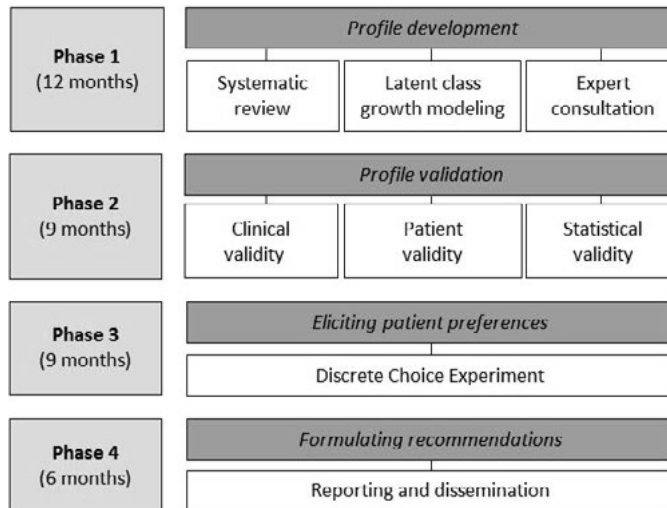 Phase 1
(12 months)
Profile development
Systematic
review
Latent class
growth modeling
Expert
consultation
Phase 2
(9 months)
Profile validation
Clinical
validity
Patient
validity
Statistical
validity
Phase 3
(9 months)
Eliciting patient preferences
Discrete Choice Experiment
Phase 4
(6 months)
Formulating recommendations
Reporting and dissemination